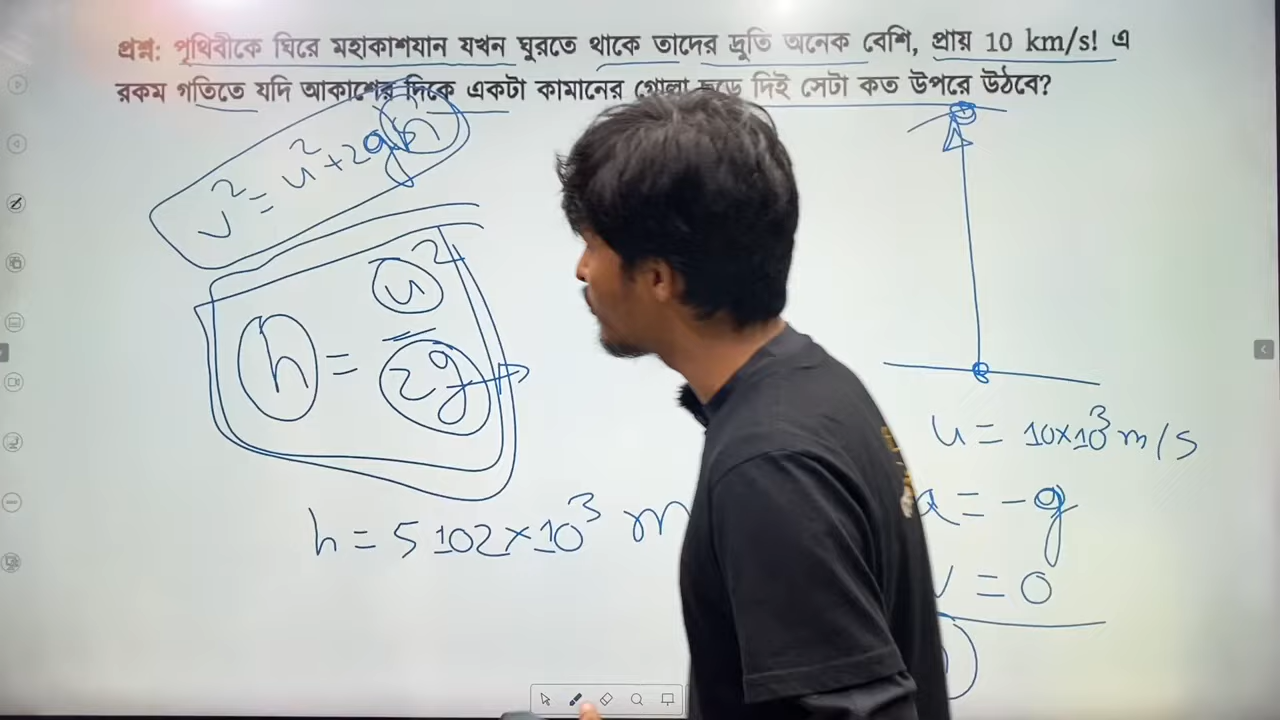 প্রশ্ন: পৃথিবীকে ঘিরে মহাকাশযান যখন ঘুরতে থাকে তাদের দ্রুতি অনেক বেশি, প্রায় 10 km/s! এ
রকম গতিতে যদি আকাশের দিকে একটা কামানের গোলা ছুড়ে দিই সেটা কত উপরে উঠবে?
v² = u² + 2gh
h = u² / 2g
h = 5102×10³ m
u = 10×10³ m/s
a = -g
v = 0